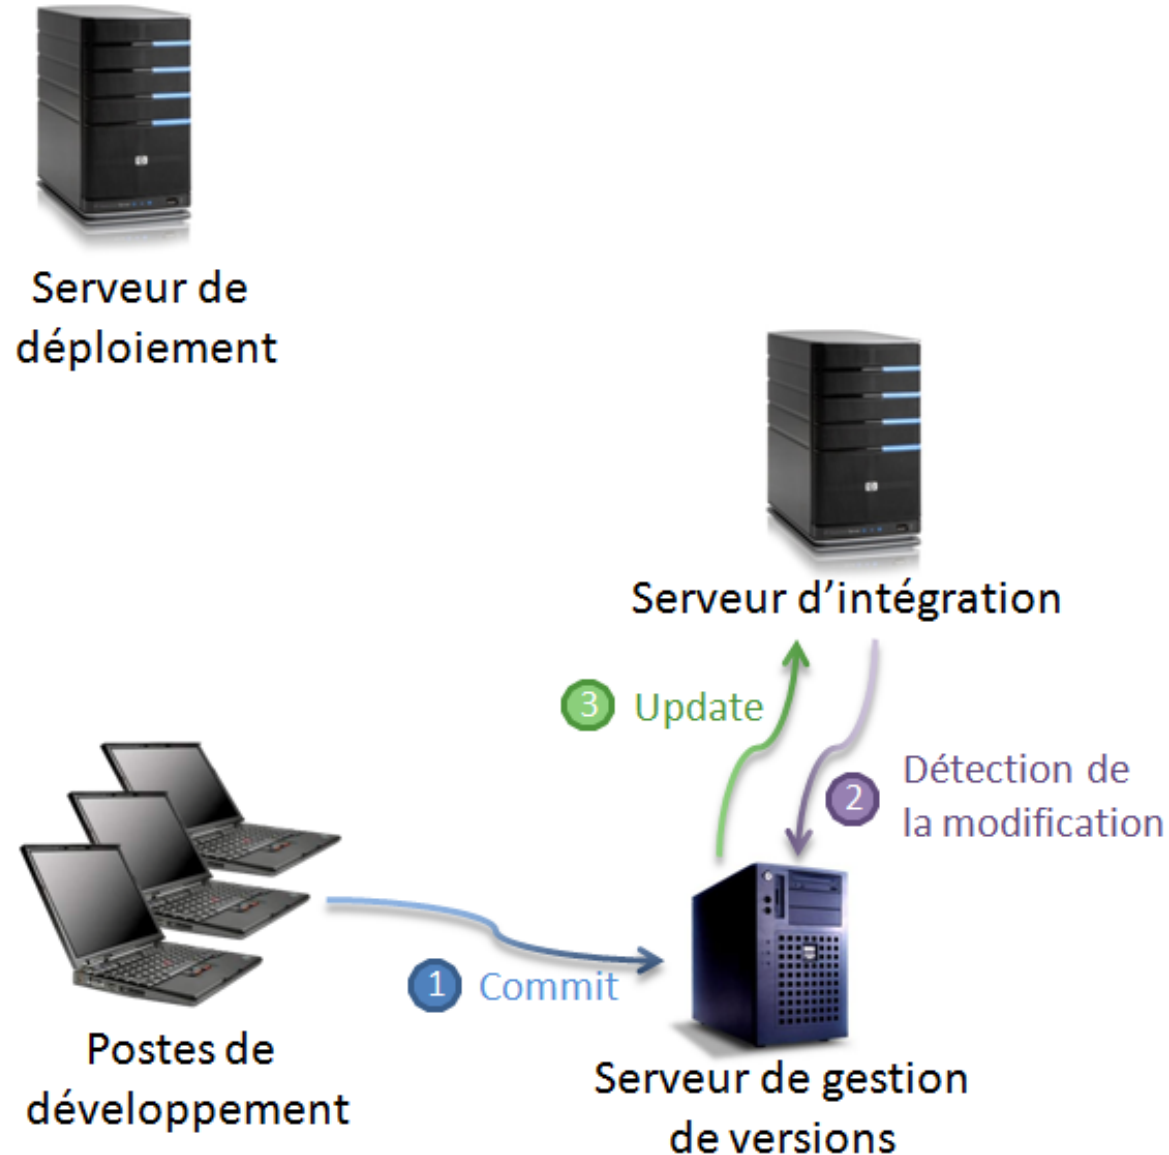 Serveur de
déploiement
Serveur d’intégration
3 Update
2 Détection de
la modification
1 Commit
Postes de
développement
Serveur de gestion
de versions